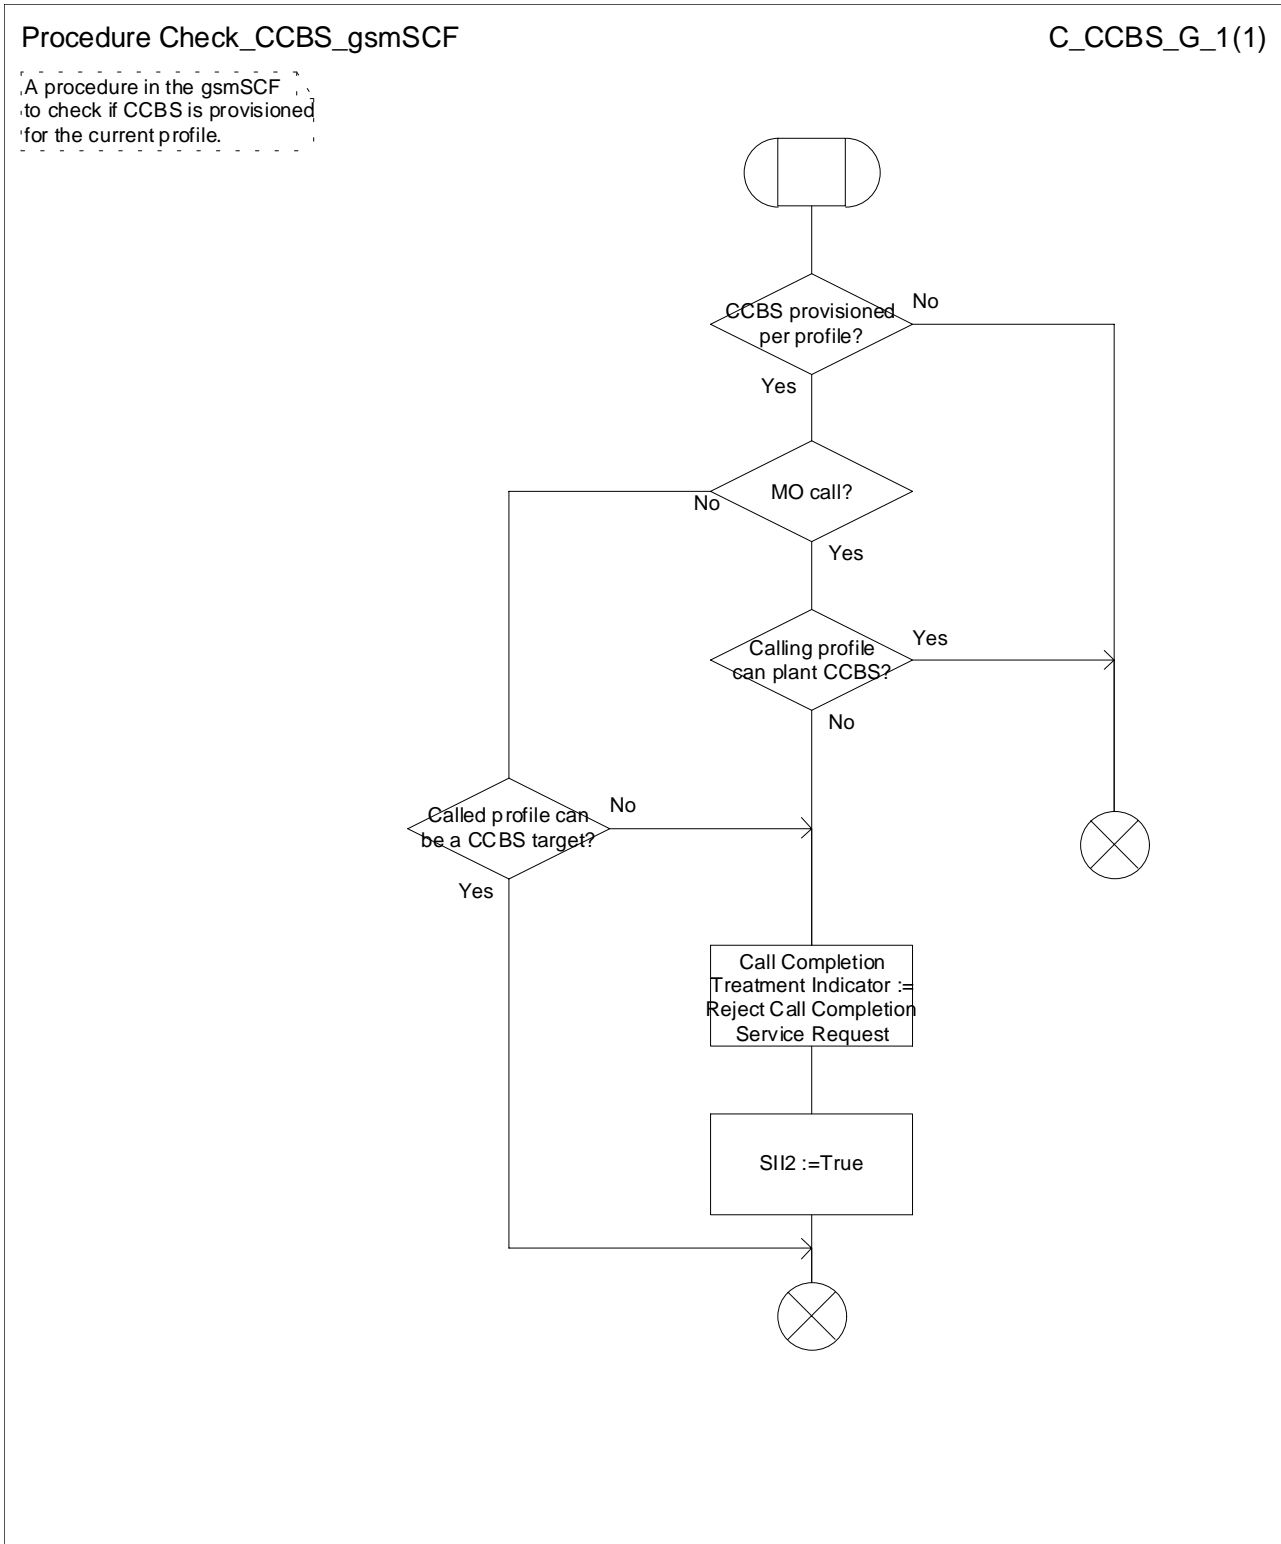 Procedure Check_CCBS_gsmSCF
C_CCBS_G_1(1)
A procedure in the gsmSCF
to check if CCBS is provisioned
for the current profile.
CCBS provisioned
per profile?
No
Yes
MO call?
No
Yes
Calling profile
can plant CCBS?
Yes
No
Called profile can
be a CCBS target?
No
Yes
Call Completion
Treatment Indicator :=
Reject Call Completion
Service Request
SII2 :=True